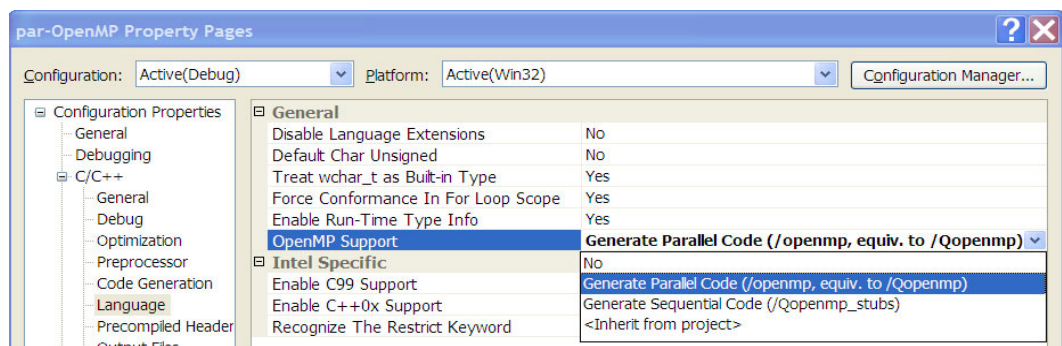 par-OpenMP Property Pages
Configuration: Active(Debug) Platform: Active(Win32) Configuration Manager...
Configuration Properties
General
Debugging
C/C++
General
Debug
Optimization
Preprocessor
Code Generation
Language
Precompiled Header
Output Files
General
Disable Language Extensions No
Default Char Unsigned No
Treat wchar_t as Built-in Type Yes
Force Conformance In For Loop Scope Yes
Enable Run-Time Type Info Yes
OpenMP Support Generate Parallel Code (/openmp, equiv. to /Qopenmp)
Intel Specific
Enable C99 Support
Enable C++0x Support
Recognize The Restrict Keyword
No
Generate Parallel Code (/openmp, equiv. to /Qopenmp)
Generate Sequential Code (/Qopenmp_stubs)
<Inherit from project>